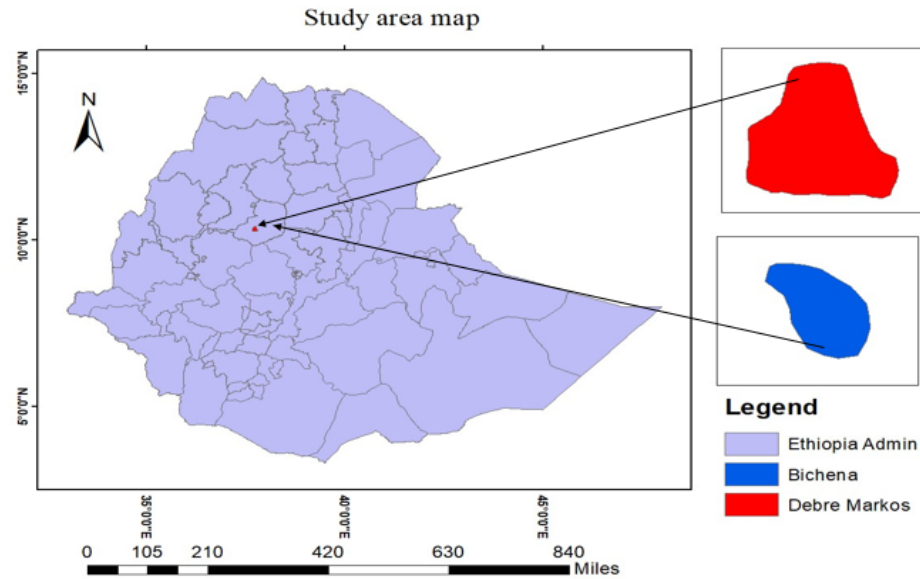 Study area map
N
15°0'0"N
10°0'0"N
5°0'0"N
35°0'0"E
40°0'0"E
45°0'0"E
Legend
Ethiopia Admin
Bichena
Debre Markos
0 105 210 420 630 840
Miles